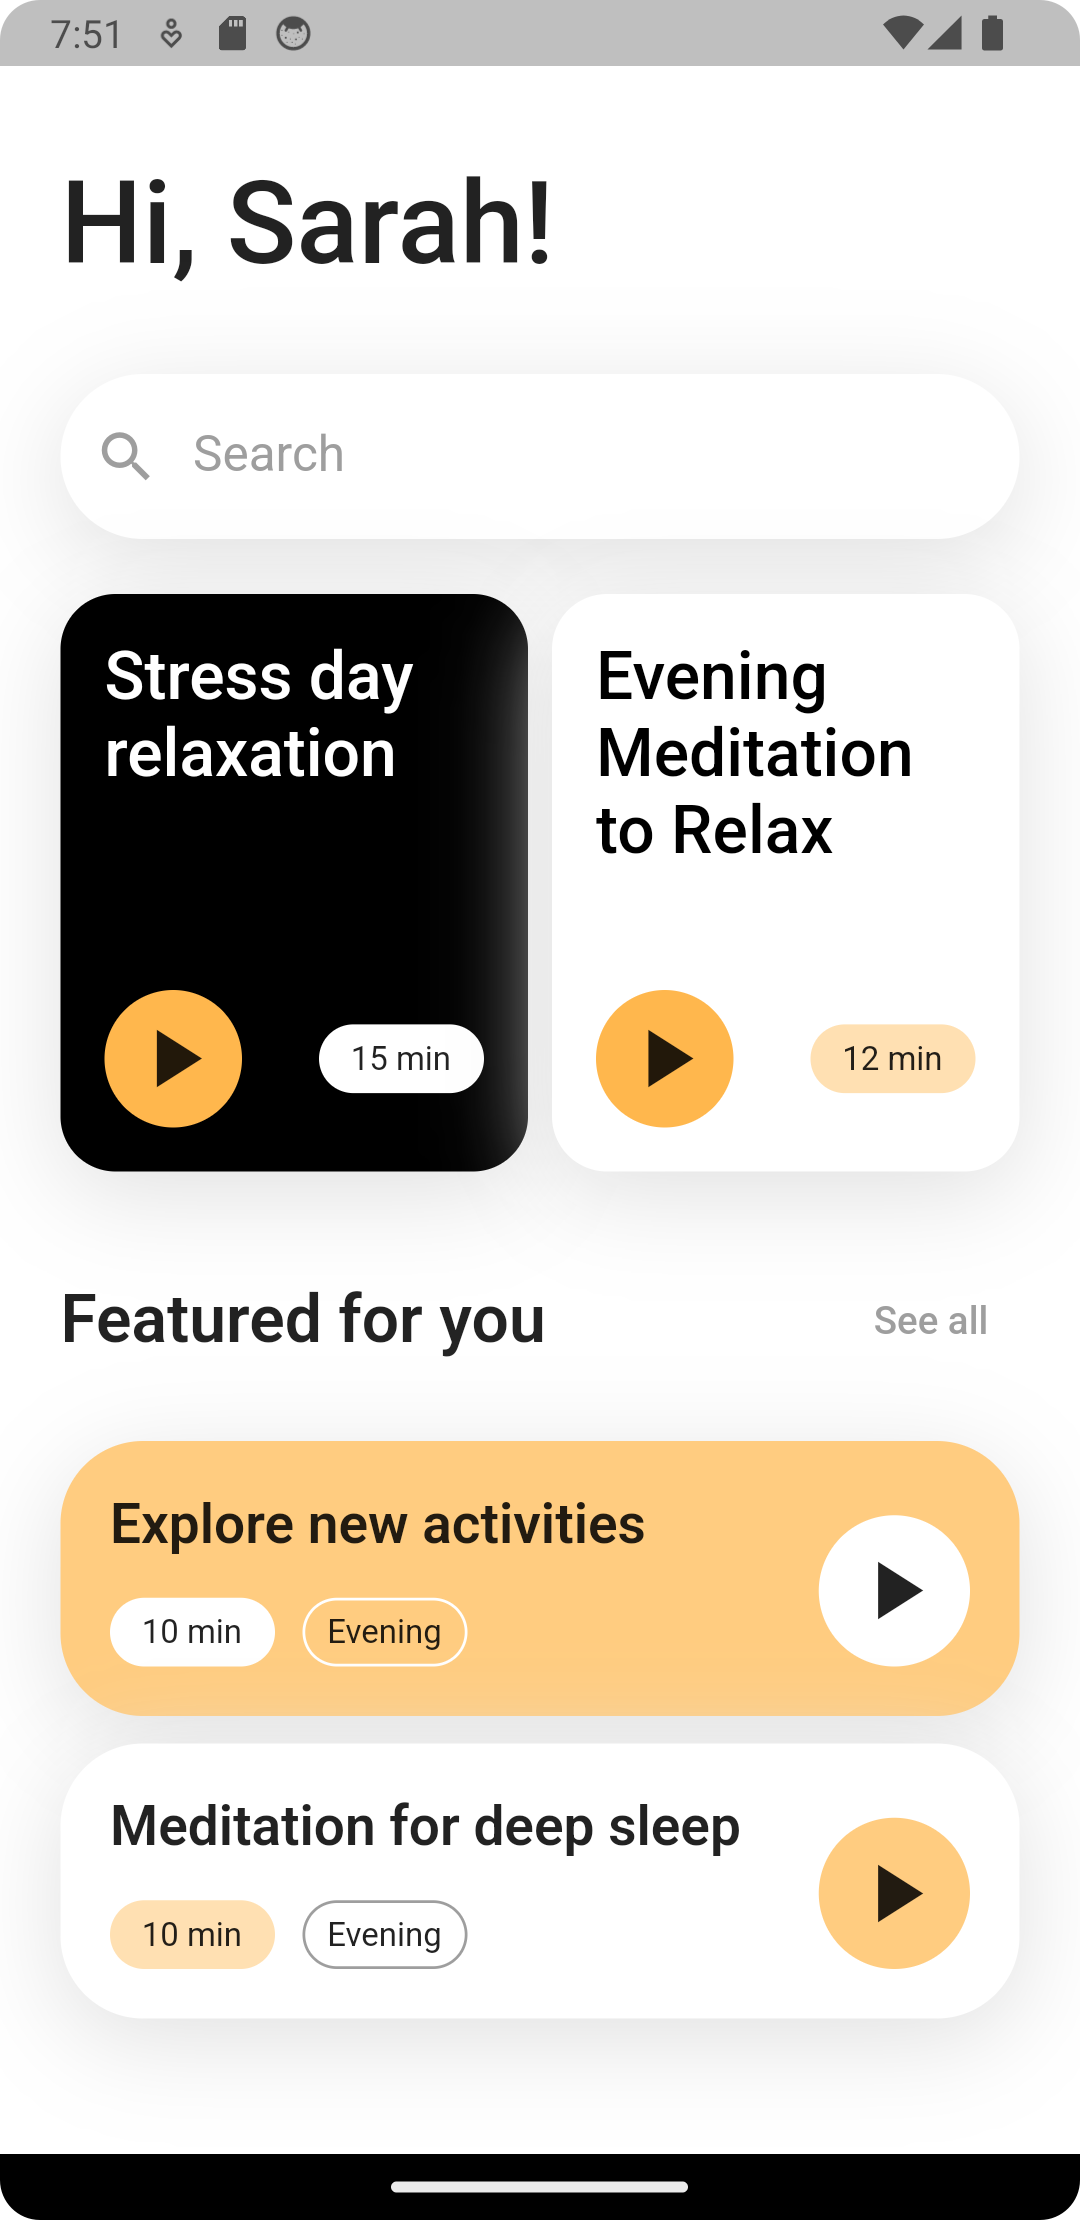 7:51
Hi, Sarah!
Search
Stress day
relaxation
15 min
Evening
Meditation
to Relax
12 min
Featured for you
See all
Explore new activities
10 min
Evening
Meditation for deep sleep
10 min
Evening